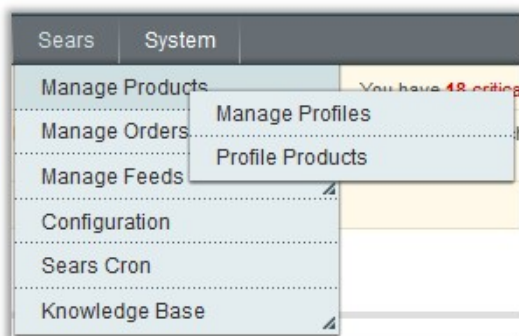 Sears System
Manage Products
You have 18 critica
Manage Profiles
Manage Orders
Profile Products
Manage Feeds
Configuration
Sears Cron
Knowledge Base